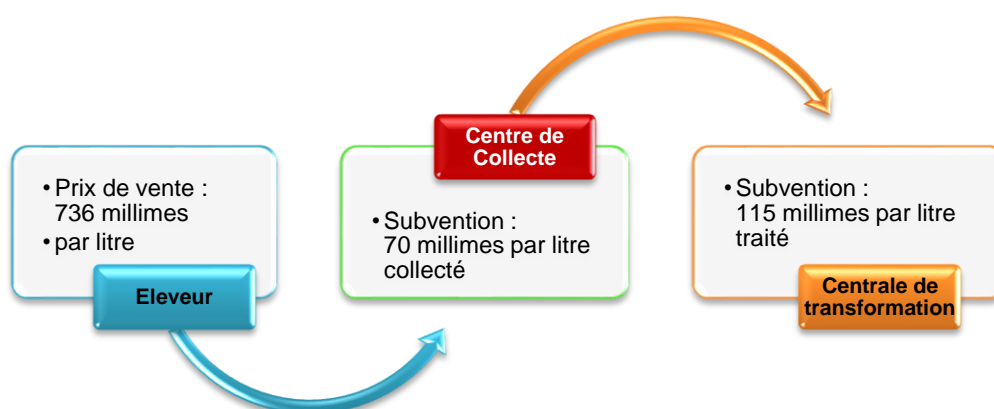 • Prix de vente :
736 millimes
• par litre
Eleveur
Centre de
Collecte
• Subvention :
70 millimes par litre
collecté
• Subvention :
115 millimes par litre
traité
Centrale de
transformation